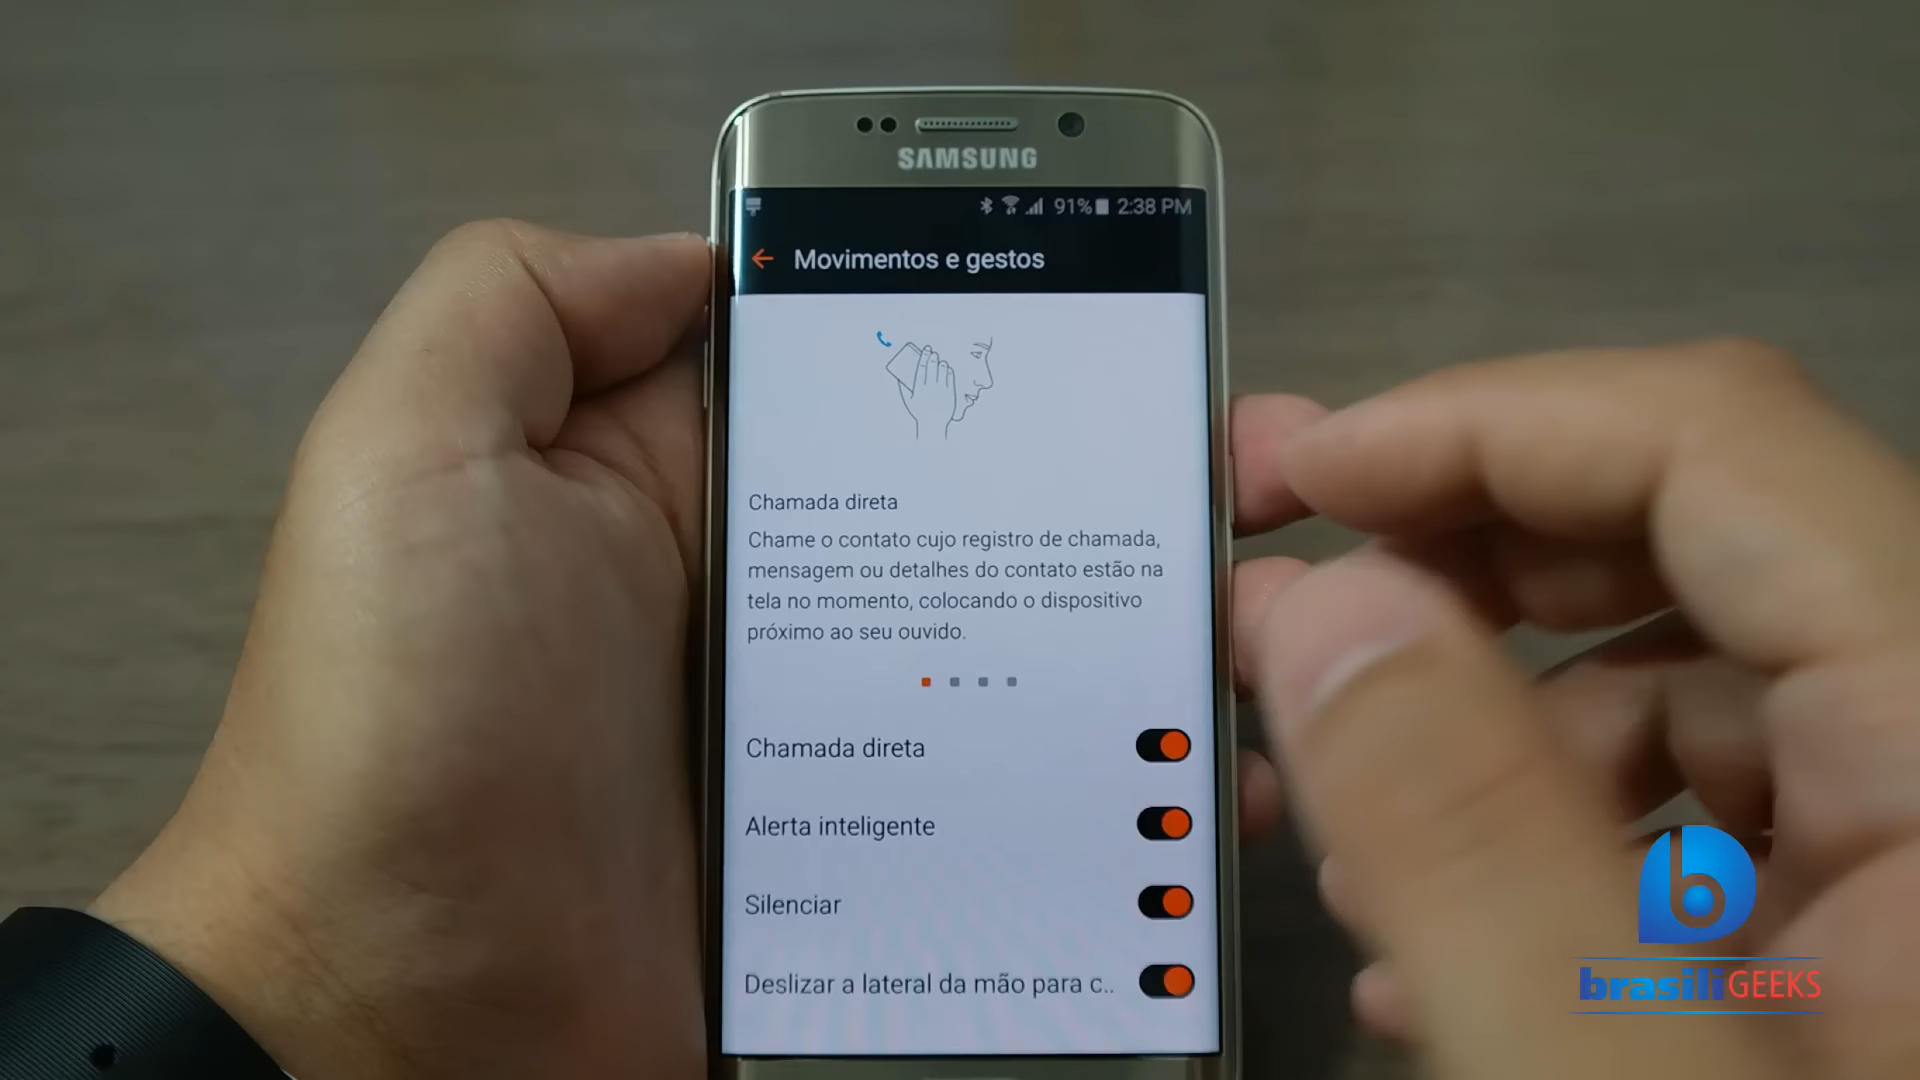 SAMSUNG
91% 2:38 PM
Movimentos e gestos
Chamada direta
Chame o contato cujo registro de chamada,
mensagem ou detalhes do contato estão na
tela no momento, colocando o dispositivo
próximo ao seu ouvido.
Chamada direta
Alerta inteligente
Silenciar
Deslizar a lateral da mão para c..
b
brasiliGEEKS